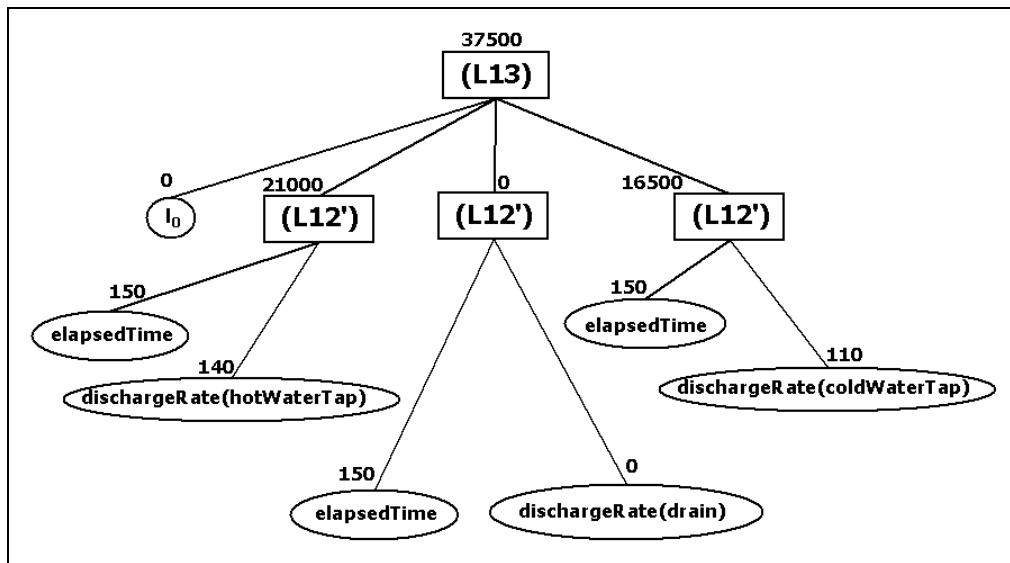 37500
(L13)
0
21000
0
16500
I0
(L12')
(L12')
(L12')
150
150
elapsedTime
elapsedTime
140
110
dischargeRate(hotWaterTap)
dischargeRate(coldWaterTap)
150
0
elapsedTime
dischargeRate(drain)